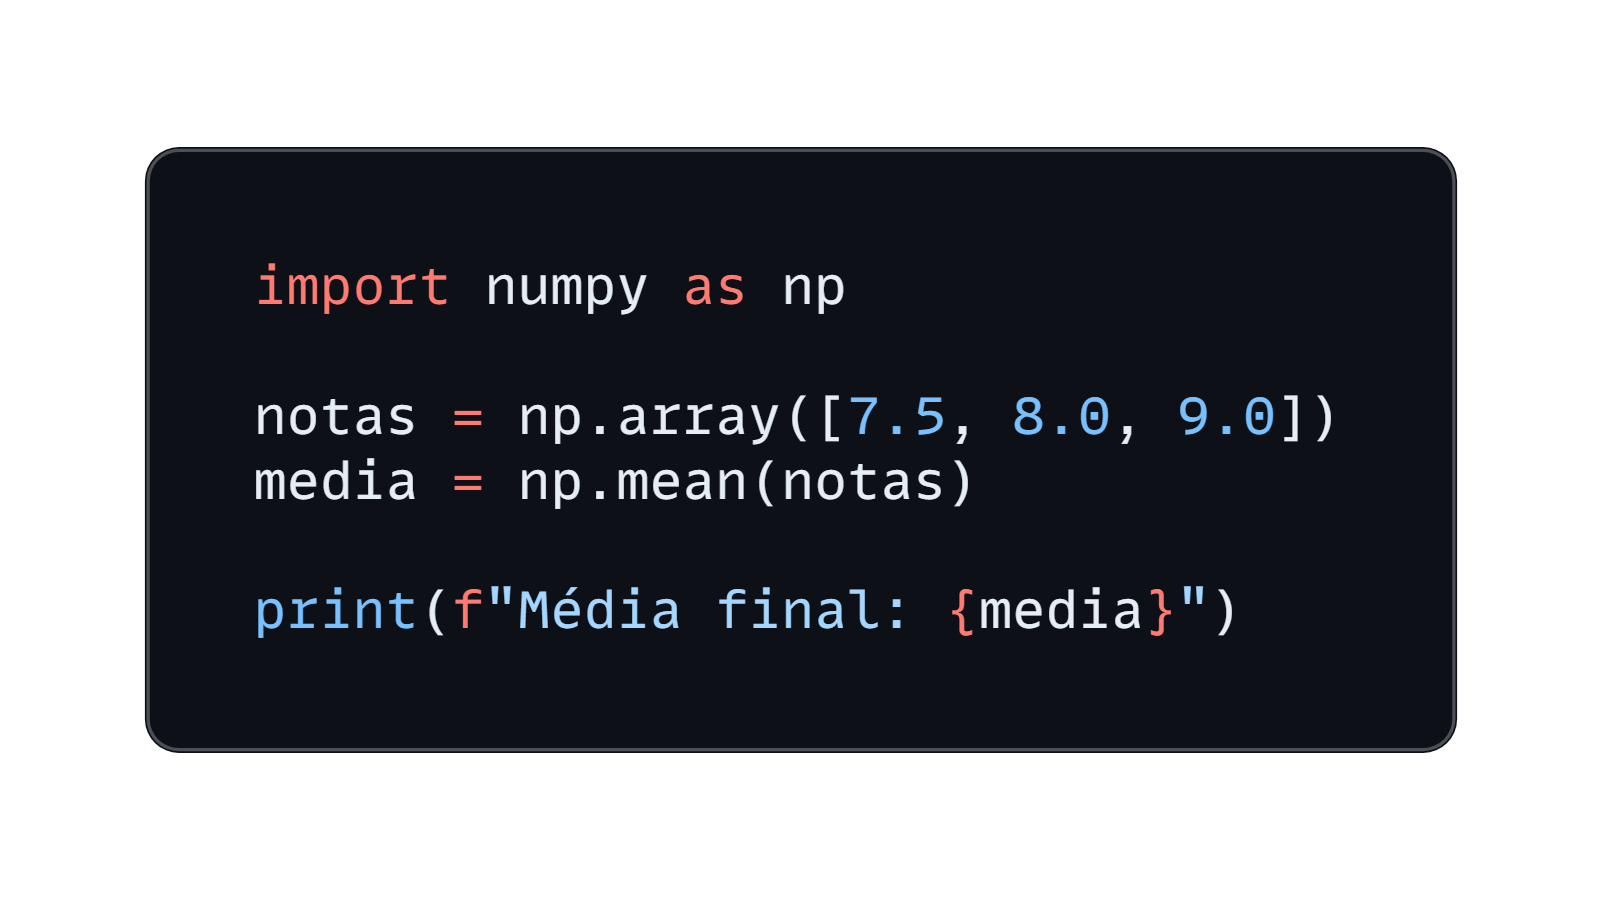 import numpy as np
notas = np.array([7.5, 8.0, 9.0])
media = np.mean(notas)
print(f"Média final: {media}")